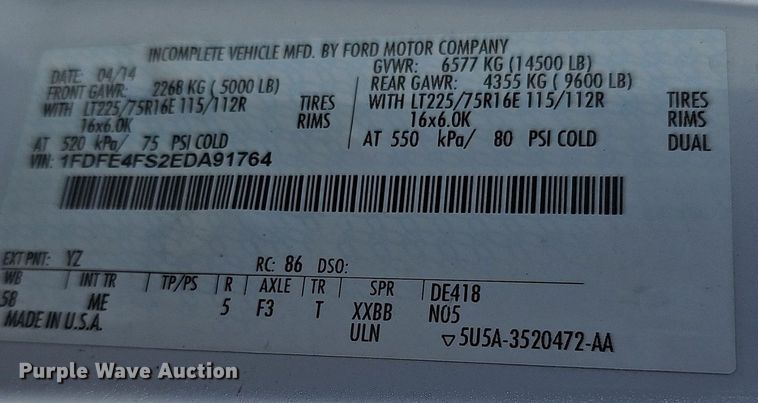 INCOMPLETE VEHICLE MFD. BY FORD MOTOR COMPANY
DATE: 04/14 GVWR: 6577 KG (14500 LB)
FRONT GAWR: 2268 KG ( 5000 LB) REAR GAWR: 4355 KG ( 9600 LB)
WITH LT225/75R16E 115/112R TIRES WITH LT225/75R16E 115/112R TIRES
16x6.0K RIMS 16x6.0K RIMS
AT 520 kPa/ 75 PSI COLD AT 550 kPa/ 80 PSI COLD DUAL
VIN: 1FDFE4FS2EDA91764
EXT PNT: YZ RC: 86 DSO:
WB INT TR TP/PS R AXLE TR SPR DE418
58 ME 5 F3 T XXBB N05
MADE IN U.S.A. ULN ▽5U5A-3520472-AA
Purple Wave Auction